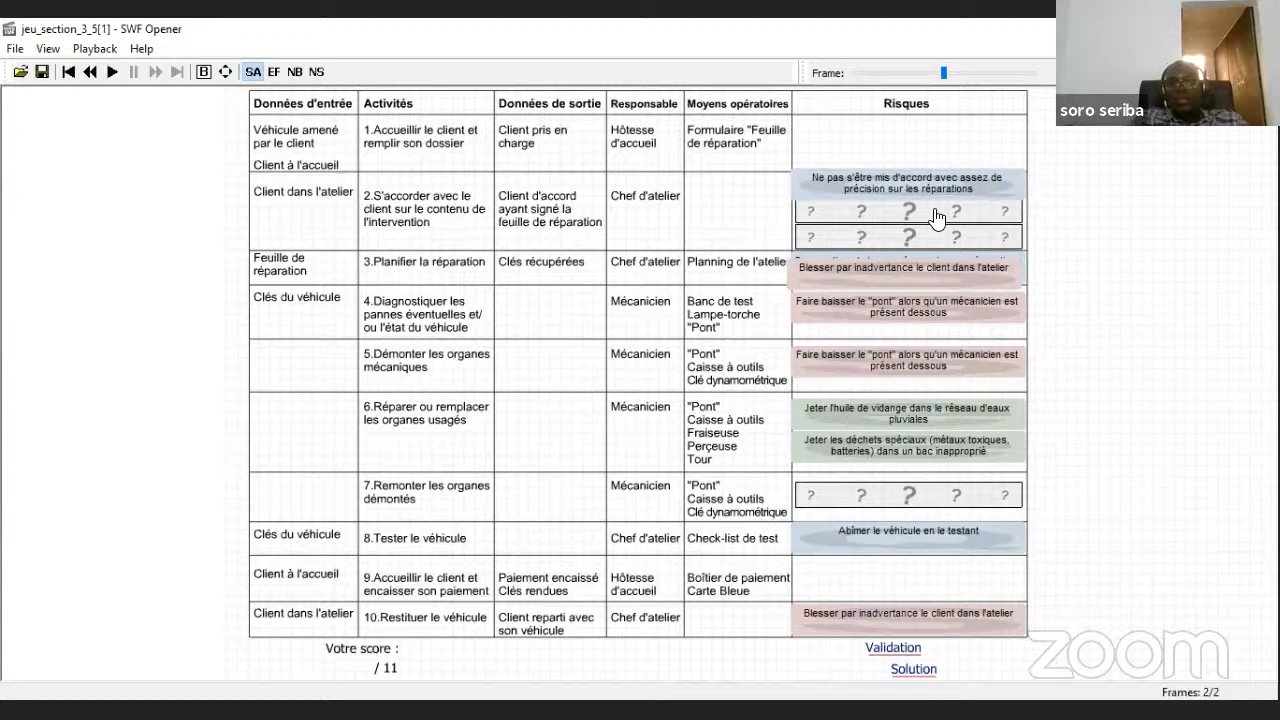 jeu_section_3_5[1] - SWF Opener
File View Playback Help
B SA EF NB NS Frame:
soro seriba
Données d'entrée Activités Données de sortie Responsable Moyens opératoires Risques
Véhicule amené
par le client
Client à l'accueil
1.Accueillir le client et
remplir son dossier
Client pris en
charge
Hôtesse
d'accueil
Formulaire "Feuille
de réparation"
Client dans l'atelier
2.S'accorder avec le
client sur le contenu de
l'intervention
Client d'accord
ayant signé la
feuille de réparation
Chef d'atelier
Ne pas s'être mis d'accord avec assez de
précision sur les réparations
? ? ? ? ?
? ? ? ? ?
Feuille de
réparation
3.Planifier la réparation
Clés récupérées
Chef d'atelier
Planning de l'atelie
Blesser par inadvertance le client dans l'atelier
Clés du véhicule
4.Diagnostiquer les
pannes éventuelles et/
ou l'état du véhicule
Mécanicien
Banc de test
Lampe-torche
"Pont"
Faire baisser le "pont" alors qu'un mécanicien est
présent dessous
5.Démonter les organes
mécaniques
Mécanicien
"Pont"
Caisse à outils
Clé dynamométrique
Faire baisser le "pont" alors qu'un mécanicien est
présent dessous
6.Réparer ou remplacer
les organes usagés
Mécanicien
"Pont"
Caisse à outils
Fraiseuse
Perçeuse
Tour
Jeter l'huile de vidange dans le réseau d'eaux
pluviales
Jeter les déchets spéciaux (métaux toxiques,
batteries) dans un bac inapproprié
7.Remonter les organes
démontés
Mécanicien
"Pont"
Caisse à outils
Clé dynamométrique
? ? ? ? ?
Clés du véhicule
8.Tester le véhicule
Chef d'atelier
Check-list de test
Abîmer le véhicule en le testant
Client à l'accueil
9.Accueillir le client et
encaisser son paiement
Paiement encaissé
Clés rendues
Hôtesse
d'accueil
Boîtier de paiement
Carte Bleue
Client dans l'atelier
10.Restituer le véhicule
Client reparti avec
son véhicule
Chef d'atelier
Blesser par inadvertance le client dans l'atelier
Votre score :
/ 11
Validation
Solution
zoom
Frames: 2/2